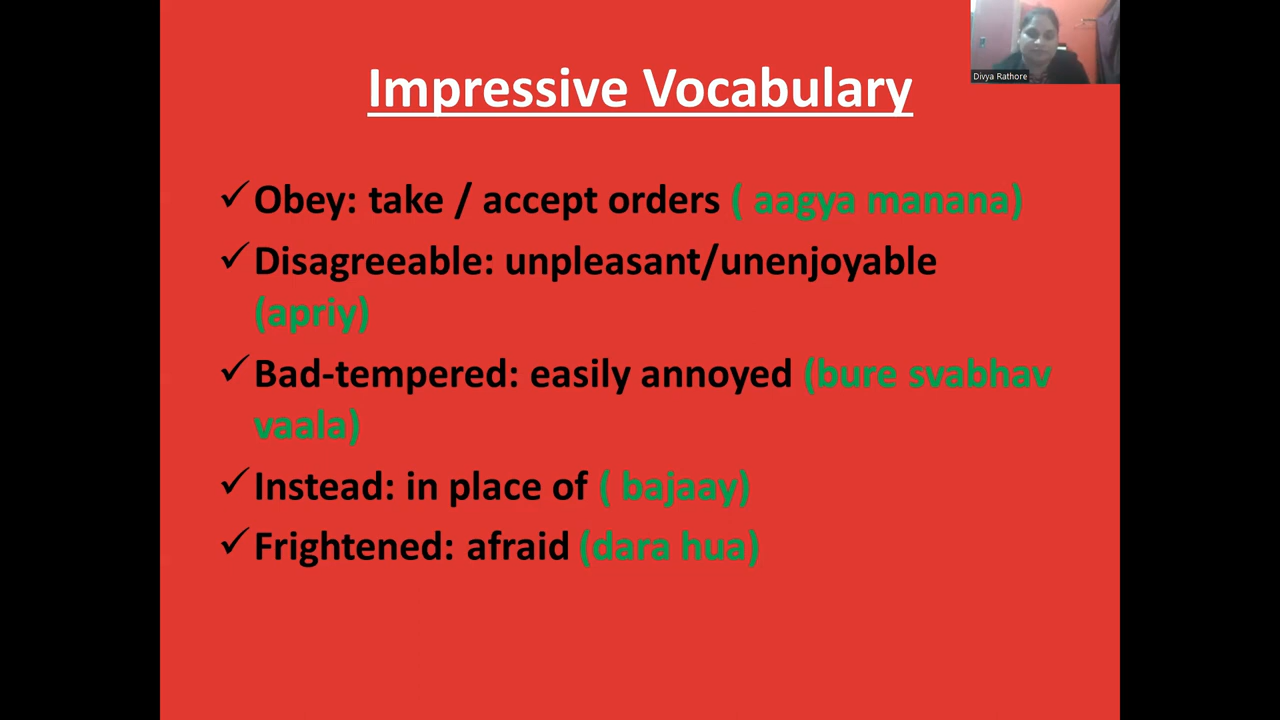 Divya Rathore
Impressive Vocabulary
✓Obey: take / accept orders ( aagya manana)
✓Disagreeable: unpleasant/unenjoyable
(apriy)
✓Bad-tempered: easily annoyed (bure svabhav
vaala)
✓Instead: in place of ( bajaay)
✓Frightened: afraid (dara hua)